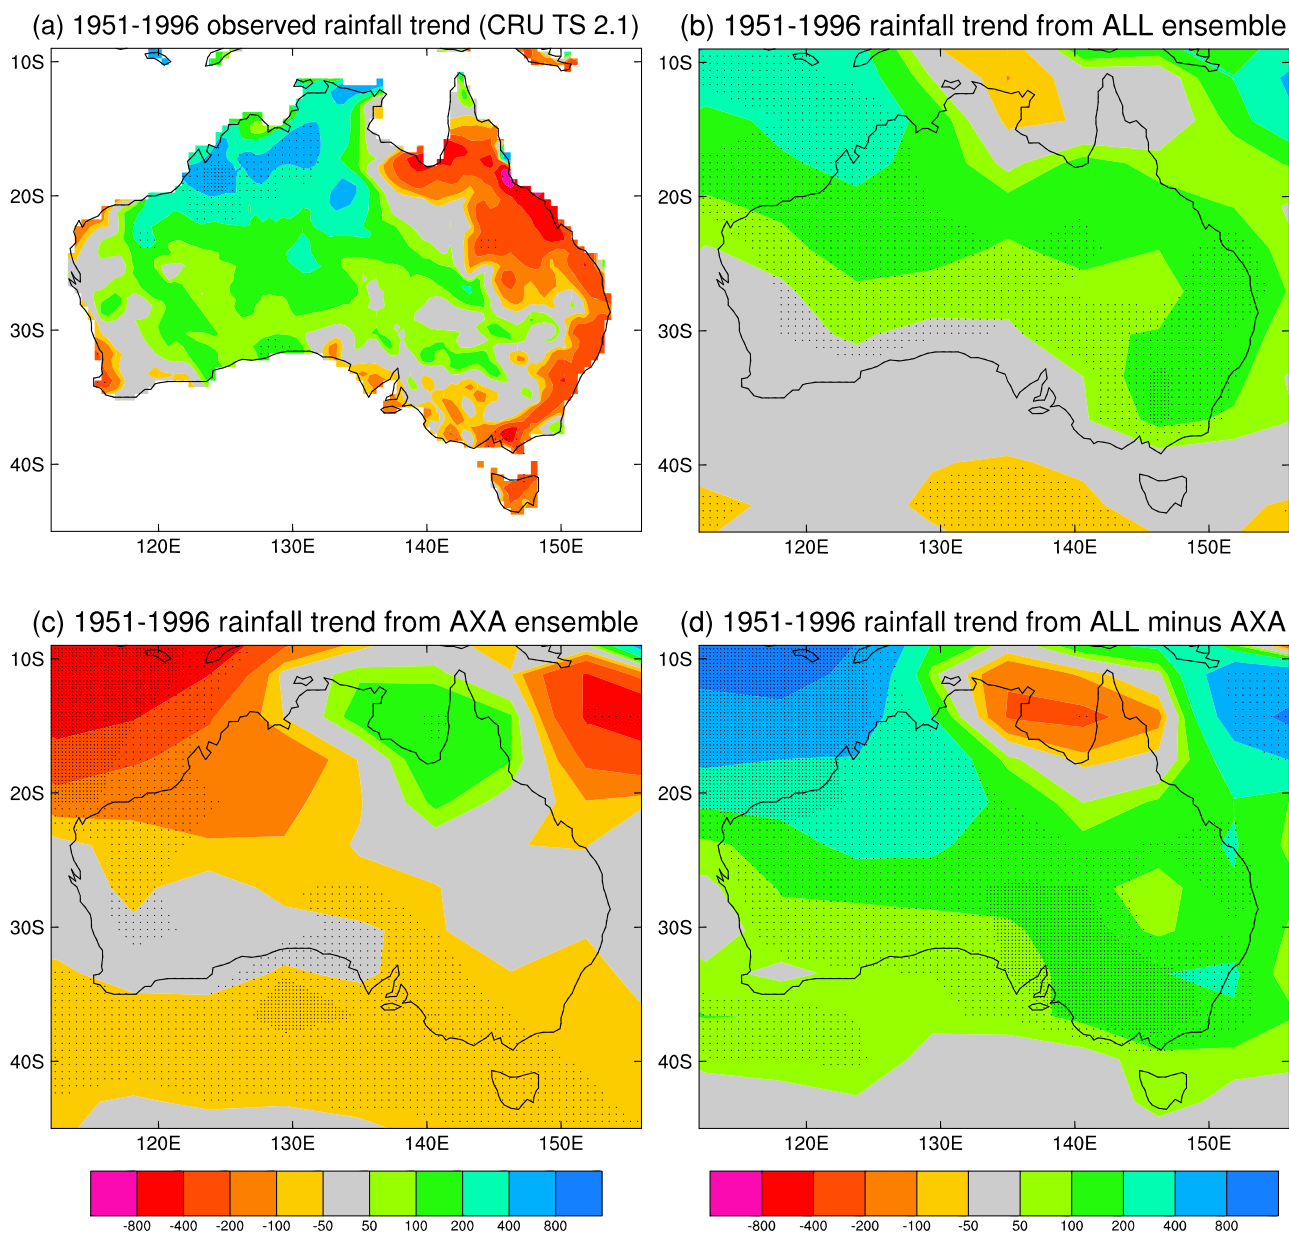 (a) 1951-1996 observed rainfall trend (CRU TS 2.1)
10S
20S
30S
40S
120E 130E 140E 150E
(b) 1951-1996 rainfall trend from ALL ensemble
10S
20S
30S
40S
120E 130E 140E 150E
(c) 1951-1996 rainfall trend from AXA ensemble
10S
20S
30S
40S
120E 130E 140E 150E
(d) 1951-1996 rainfall trend from ALL minus AXA
10S
20S
30S
40S
120E 130E 140E 150E
-800 -400 -200 -100 -50 50 100 200 400 800
-800 -400 -200 -100 -50 50 100 200 400 800